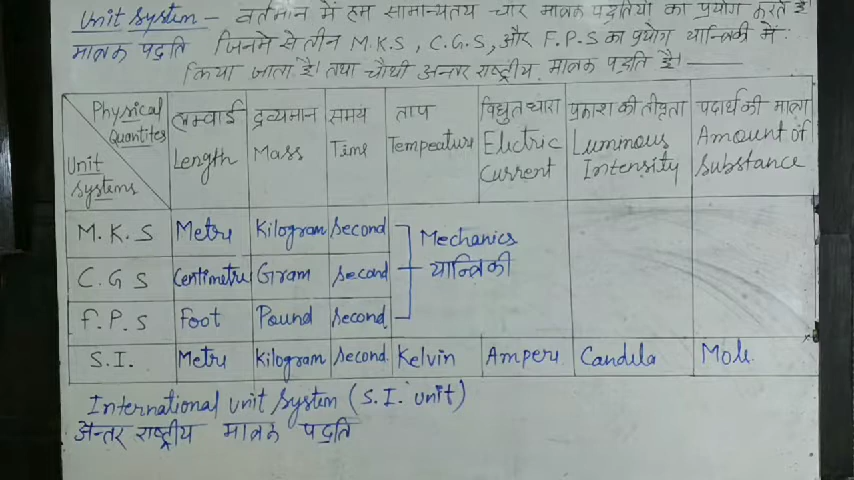 Unit System - वर्तमान में हम सामान्यतय चार मात्रक पद्धतियों का प्रयोग करते है
मात्रक पद्धति जिनमे से तीन M.K.S, C.G.S, और F.P.S का प्रयोग यान्त्रिकी में
किया जाता है। तथा चौथी अन्तर राष्ट्रीय मात्रक पद्धति है।
Physical Quantites
Unit Systems
लम्बाई Length
द्रव्यमान Mass
समय Time
ताप Tempeature
विद्युत धारा Electric Current
प्रकाश की तीव्रता Luminous Intensity
पदार्थ की मात्रा Amount of Substance
M.K.S Metre Kilogram Second
C.G.S Centimetre Gram Second
F.P.S Foot Pound Second
Mechanics
यान्त्रिकी
S.I. Metre Kilogram Second Kelvin Ampere Candela Mole
International unit System (S.I. unit)
अन्तर राष्ट्रीय मात्रक पद्धति